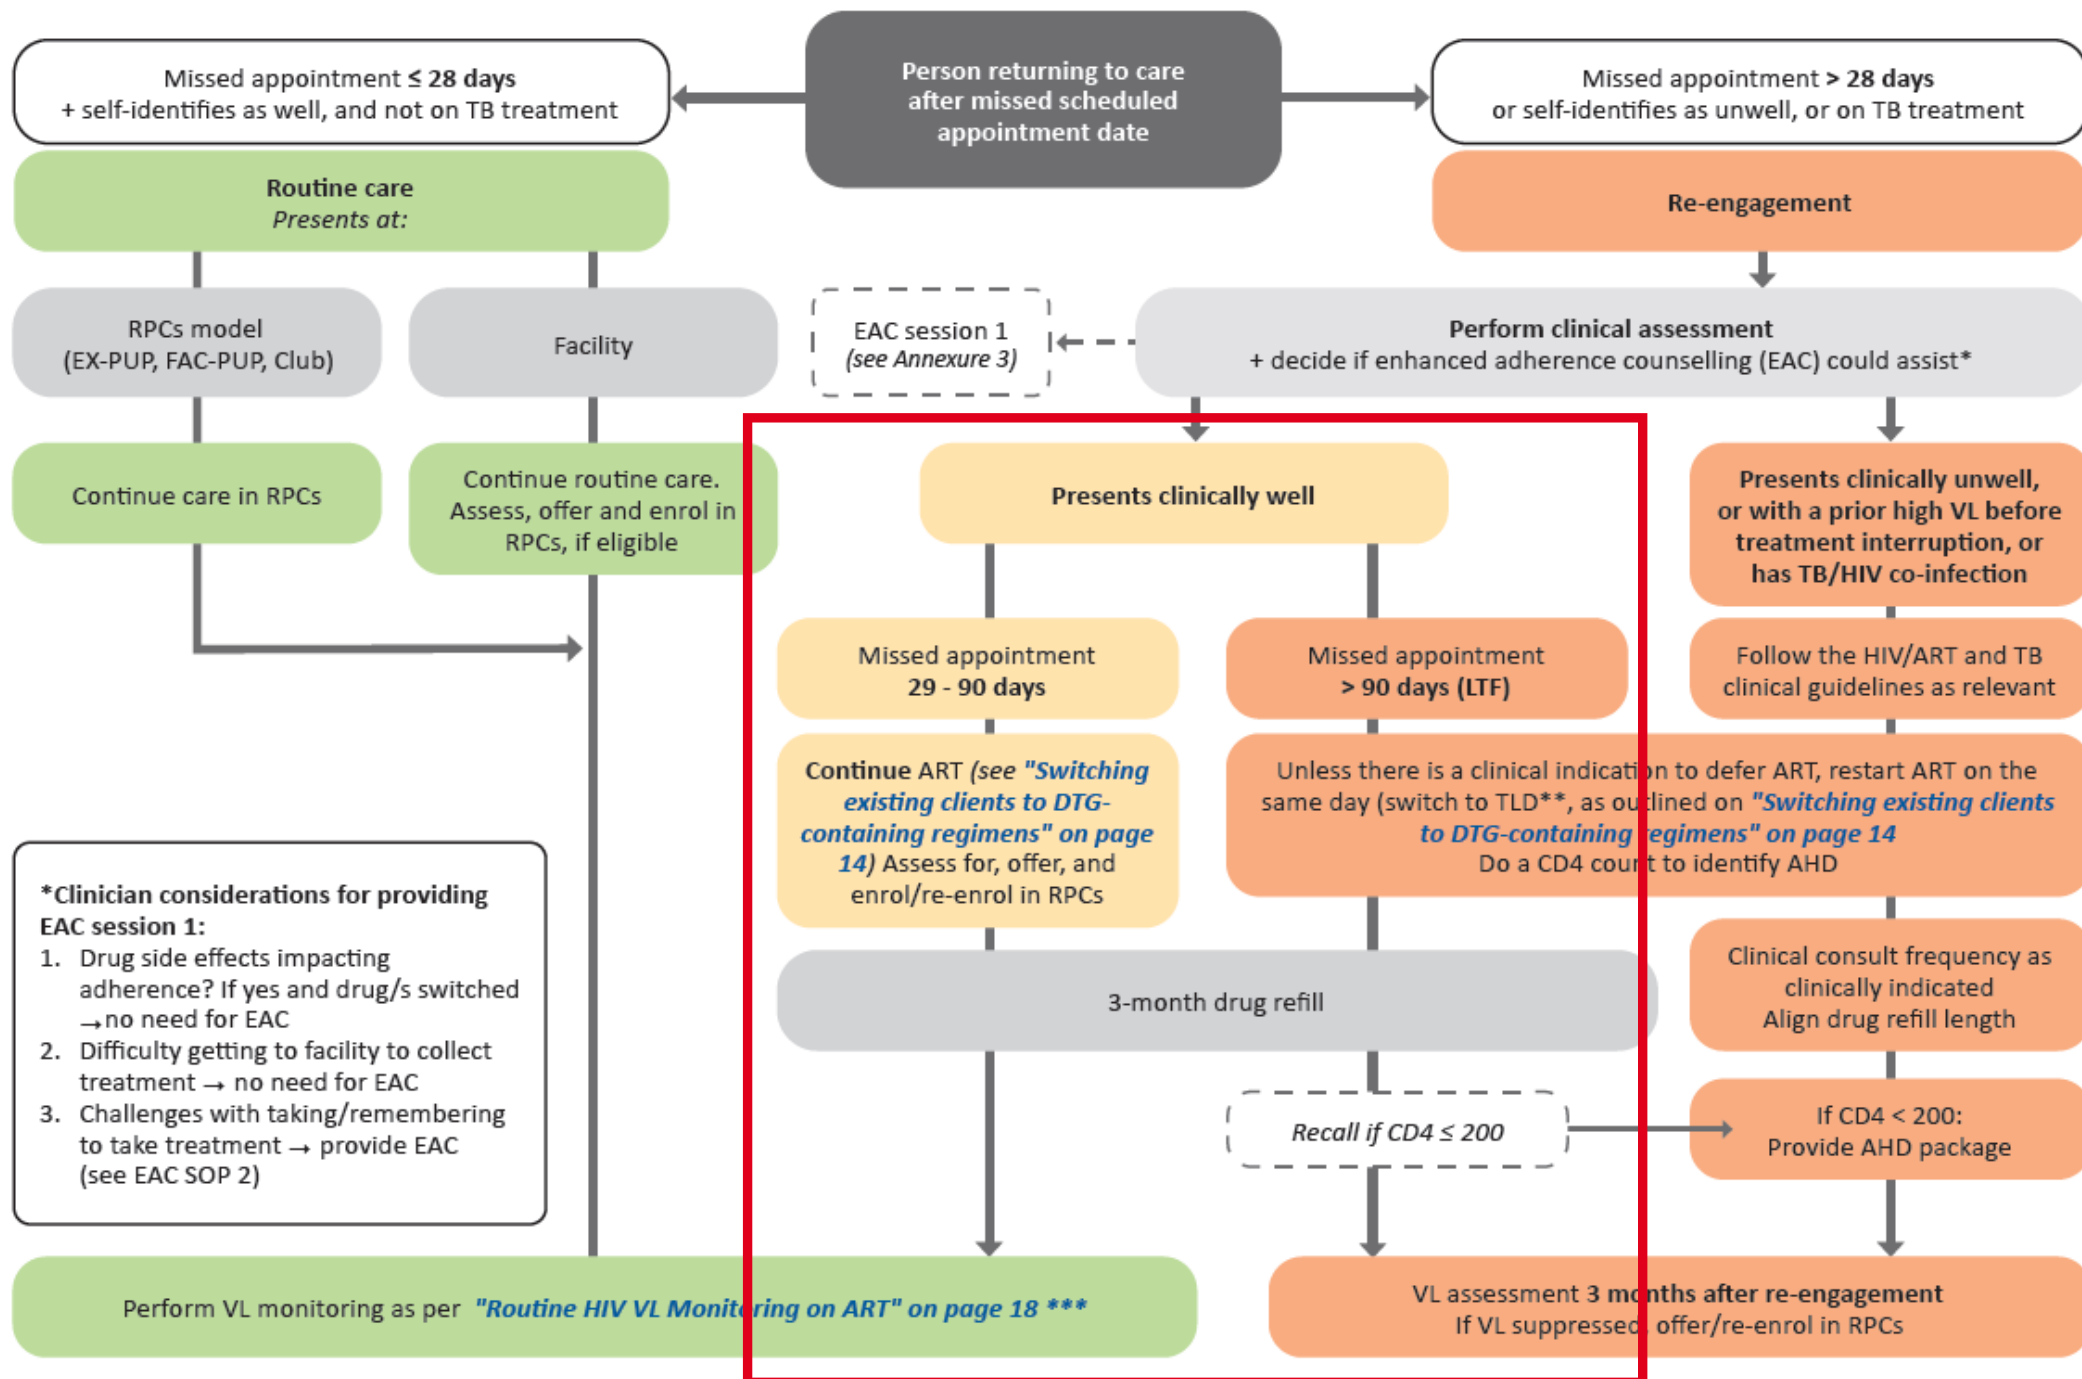 Person returning to care
after missed scheduled
appointment date
Missed appointment ≤ 28 days
+ self-identifies as well, and not on TB treatment
Routine care
Presents at:
RPCs model
(EX-PUP, FAC-PUP, Club)
Continue care in RPCs
Facility
Continue routine care.
Assess, offer and enrol in
RPCs, if eligible
Missed appointment > 28 days
or self-identifies as unwell, or on TB treatment
Re-engagement
Perform clinical assessment
+ decide if enhanced adherence counselling (EAC) could assist*
EAC session 1
(see Annexure 3)
Presents clinically well
Missed appointment
29 - 90 days
Continue ART (see "Switching
existing clients to DTG-
containing regimens" on page
14) Assess for, offer, and
enrol/re-enrol in RPCs
Missed appointment
> 90 days (LTF)
Presents clinically unwell,
or with a prior high VL before
treatment interruption, or
has TB/HIV co-infection
Follow the HIV/ART and TB
clinical guidelines as relevant
Unless there is a clinical indication to defer ART, restart ART on the
same day (switch to TLD**, as outlined on "Switching existing clients
to DTG-containing regimens" on page 14
Do a CD4 count to identify AHD
3-month drug refill
Clinical consult frequency as
clinically indicated
Align drug refill length
Recall if CD4 ≤ 200
If CD4 < 200:
Provide AHD package
*Clinician considerations for providing
EAC session 1:
1. Drug side effects impacting
adherence? If yes and drug/s switched
→no need for EAC
2. Difficulty getting to facility to collect
treatment → no need for EAC
3. Challenges with taking/remembering
to take treatment → provide EAC
(see EAC SOP 2)
Perform VL monitoring as per "Routine HIV VL Monitoring on ART" on page 18 ***
VL assessment 3 months after re-engagement
If VL suppressed, offer/re-enrol in RPCs